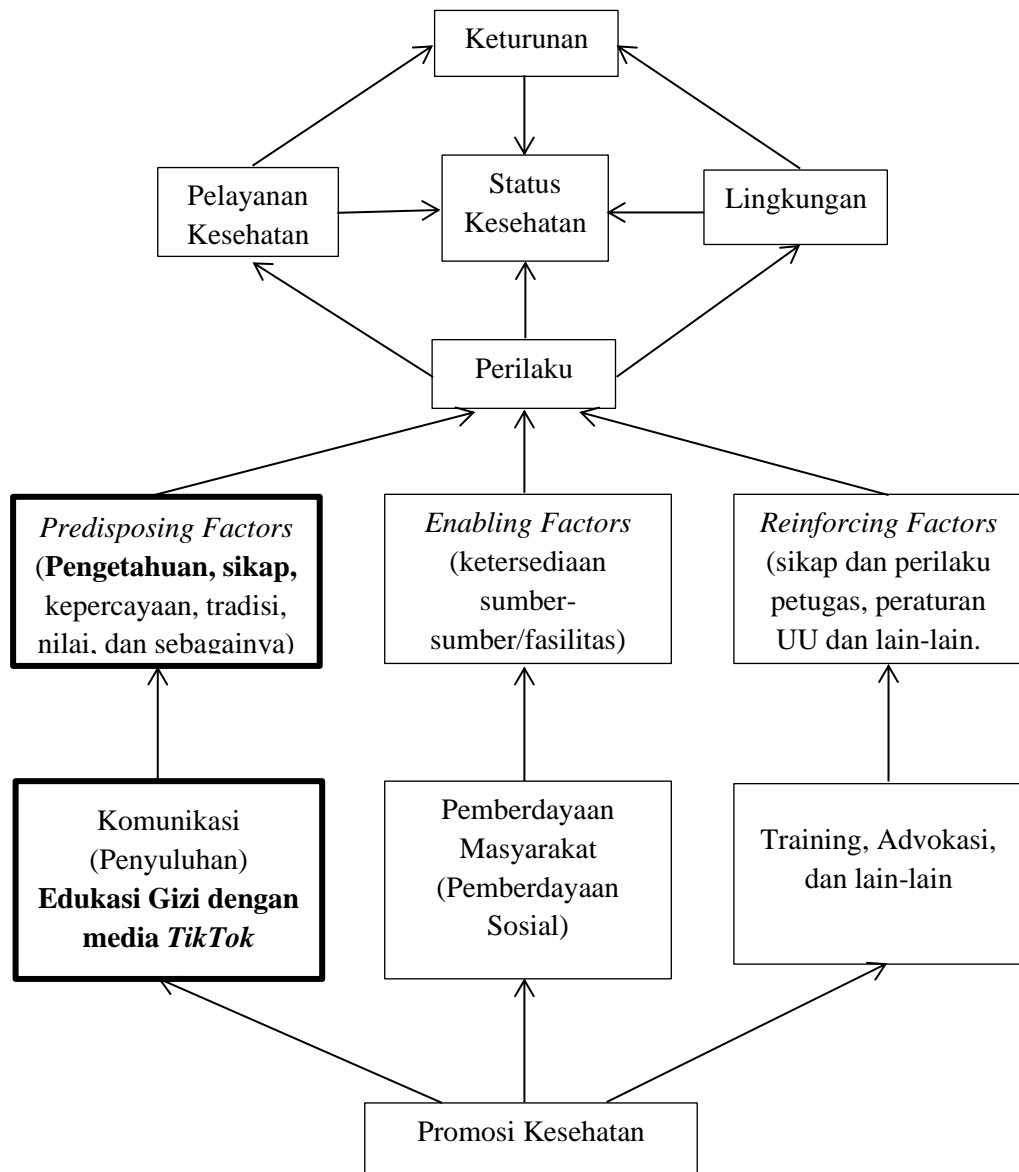 Keturunan
Pelayanan
Kesehatan
Status
Kesehatan
Lingkungan
Perilaku
Predisposing Factors
(Pengetahuan, sikap,
kepercayaan, tradisi,
nilai, dan sebagainya)
Enabling Factors
(ketersediaan
sumber-
sumber/fasilitas)
Reinforcing Factors
(sikap dan perilaku
petugas, peraturan
UU dan lain-lain.
Komunikasi
(Penyuluhan)
Edukasi Gizi dengan
media TikTok
Pemberdayaan
Masyarakat
(Pemberdayaan
Sosial)
Training, Advokasi,
dan lain-lain
Promosi Kesehatan